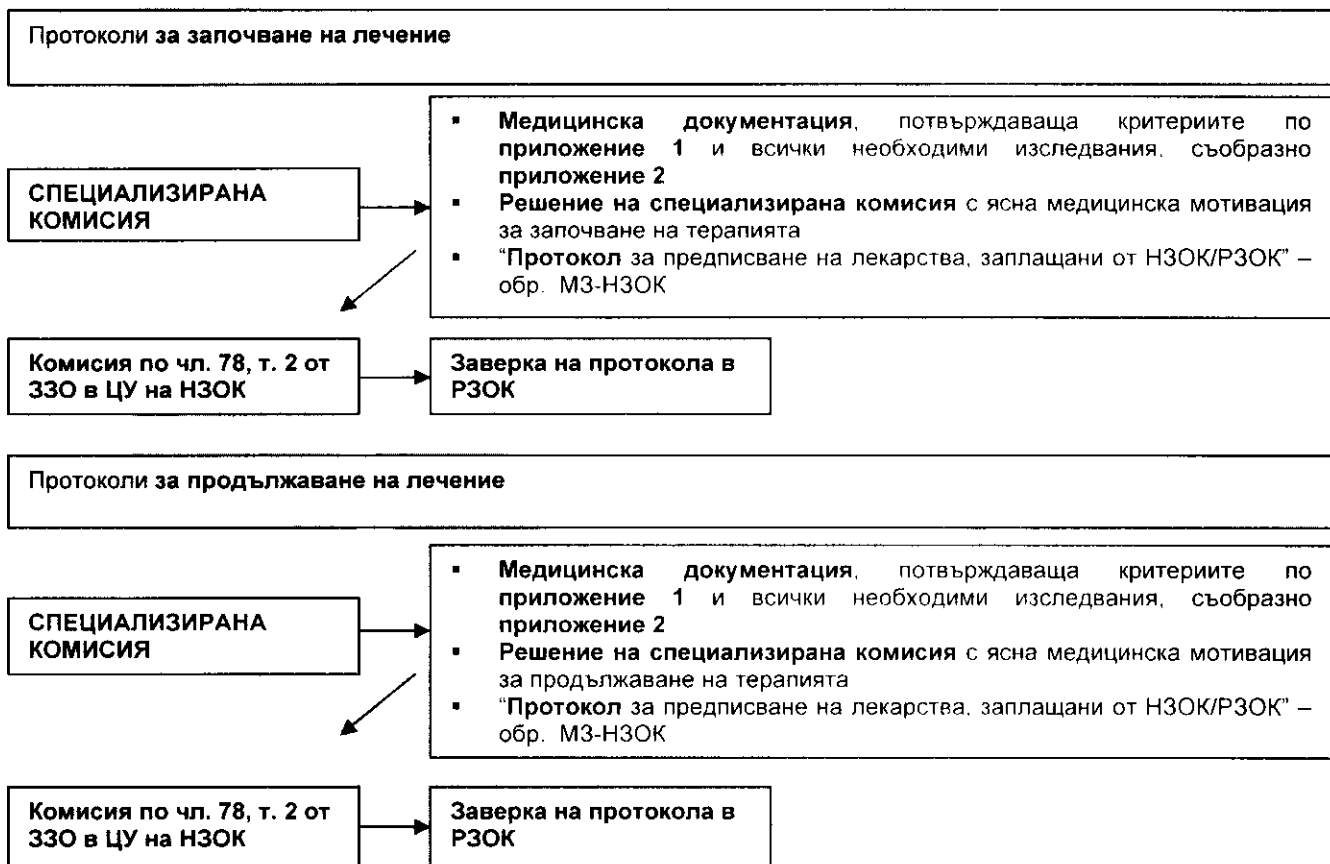 Протоколи за започване на лечение
СПЕЦИАЛИЗИРАНА
КОМИСИЯ
▪ Медицинска документация, потвърждаваща критериите по
приложение 1 и всички необходими изследвания, съобразно
приложение 2
▪ Решение на специализирана комисия с ясна медицинска мотивация
за започване на терапията
▪ "Протокол за предписване на лекарства, заплащани от НЗОК/РЗОК" –
обр. МЗ-НЗОК
Комисия по чл. 78, т. 2 от
ЗЗО в ЦУ на НЗОК
Заверка на протокола в
РЗОК
Протоколи за продължаване на лечение
СПЕЦИАЛИЗИРАНА
КОМИСИЯ
▪ Медицинска документация, потвърждаваща критериите по
приложение 1 и всички необходими изследвания, съобразно
приложение 2
▪ Решение на специализирана комисия с ясна медицинска мотивация
за продължаване на терапията
▪ "Протокол за предписване на лекарства, заплащани от НЗОК/РЗОК" –
обр. МЗ-НЗОК
Комисия по чл. 78, т. 2 от
ЗЗО в ЦУ на НЗОК
Заверка на протокола в
РЗОК